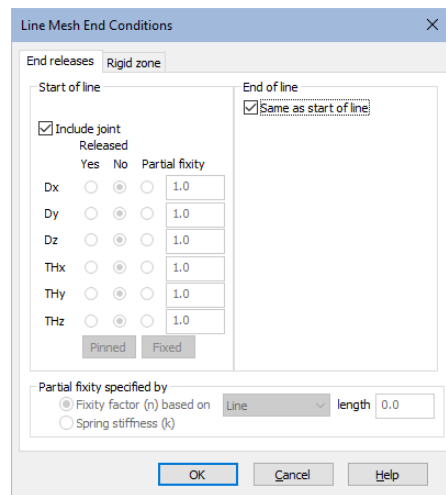 Line Mesh End Conditions
End releases Rigid zone
Start of line
Include joint
Released
Yes No Partial fixity
Dx 1.0
Dy 1.0
Dz 1.0
THx 1.0
THy 1.0
THz 1.0
Pinned Fixed
End of line
Same as start of line
Partial fixity specified by
Fixity factor (n) based on Line length 0.0
Spring stiffness (k)
OK Cancel Help